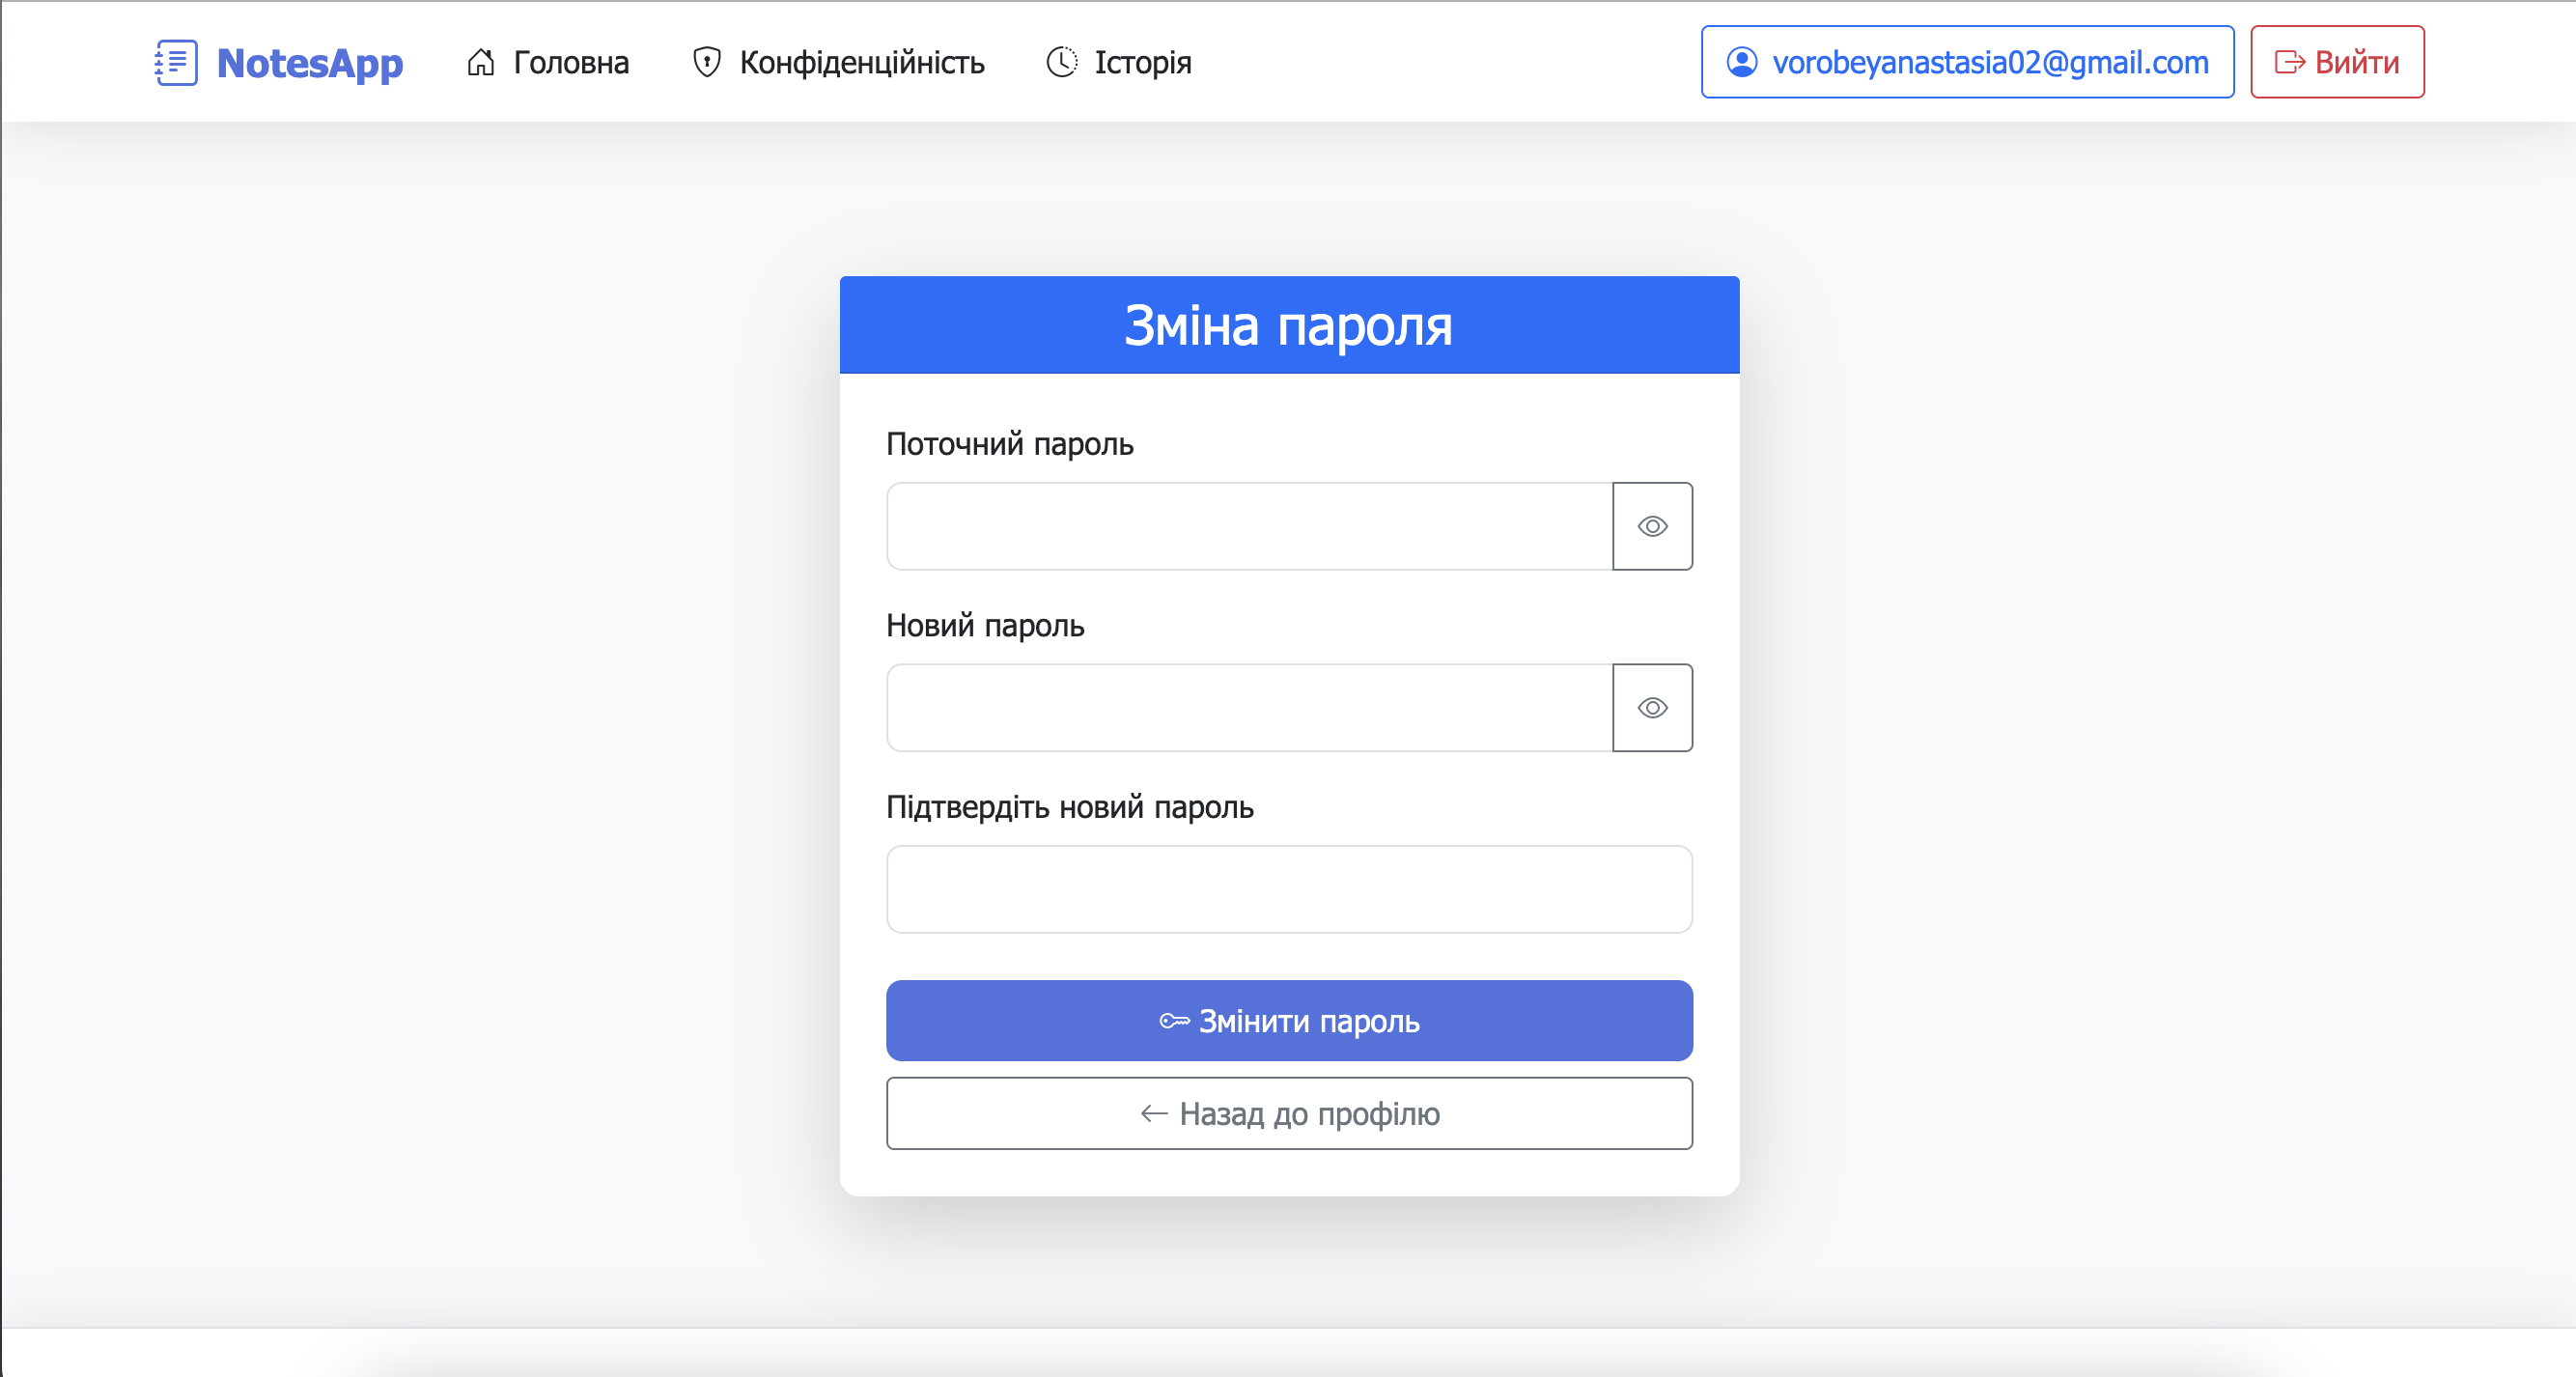 NotesApp Головна Конфіденційність Історія vorobeyanastasia02@gmail.com Вийти
Зміна пароля
Поточний пароль
Новий пароль
Підтвердіть новий пароль
Змінити пароль
Назад до профілю